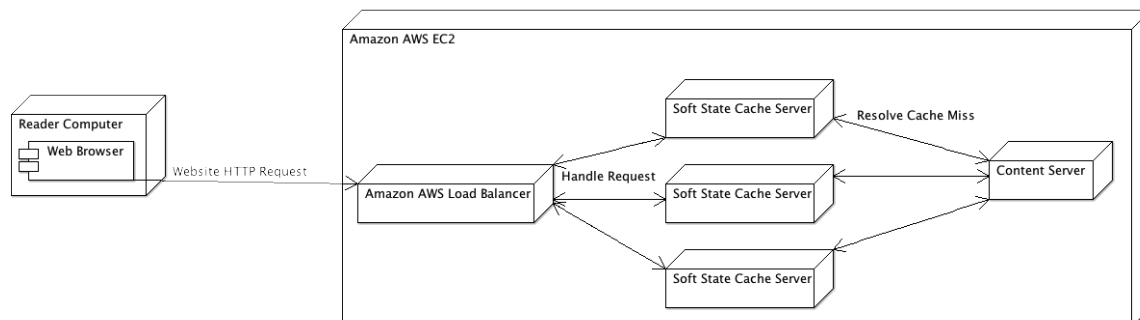 Amazon AWS EC2
Reader Computer
Web Browser
Website HTTP Request
Amazon AWS Load Balancer
Handle Request
Soft State Cache Server
Soft State Cache Server
Soft State Cache Server
Resolve Cache Miss
Content Server